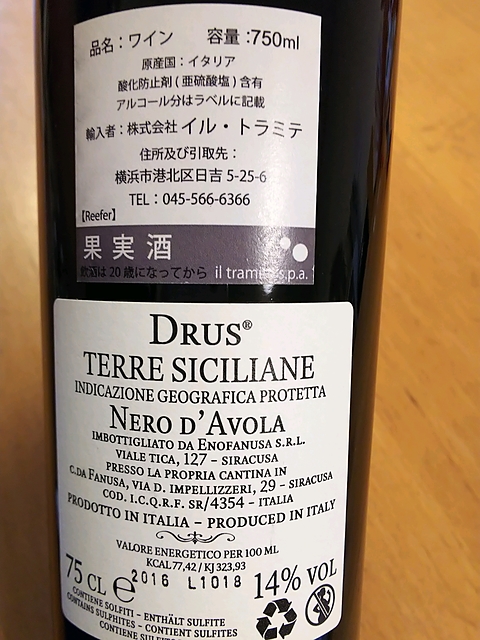 品名：ワイン 容量：750ml
原産国：イタリア
酸化防止剤（亜硫酸塩）含有
アルコール分はラベルに記載
輸入者：株式会社 イル・トラミテ
住所及び引取先：
横浜市港北区日吉 5-25-6
TEL：045-566-6366
【Reefer】
果実酒
飲酒は20歳になってから il tramite s.p.a.
DRUS®
TERRE SICILIANE
INDICAZIONE GEOGRAFICA PROTETTA
NERO D'AVOLA
IMBOTTIGLIATO DA ENOFANUSA S.R.L.
VIALE TICA, 127 – SIRACUSA
PRESSO LA PROPRIA CANTINA IN
C.DA FANUSA, VIA D. IMPELLIZZERI, 29 – SIRACUSA
COD. I.C.Q.R.F. SR/4354 – ITALIA
PRODOTTO IN ITALIA – PRODUCED IN ITALY
VALORE ENERGETICO PER 100 ML
KCAL 77,42 / KJ 323,93
75 CL e 2016 L1018 14% VOL
CONTIENE SOLFITI – ENTHÄLT SULFITE
CONTAINS SULPHITES – CONTIENT SULFITES
CONTIENE